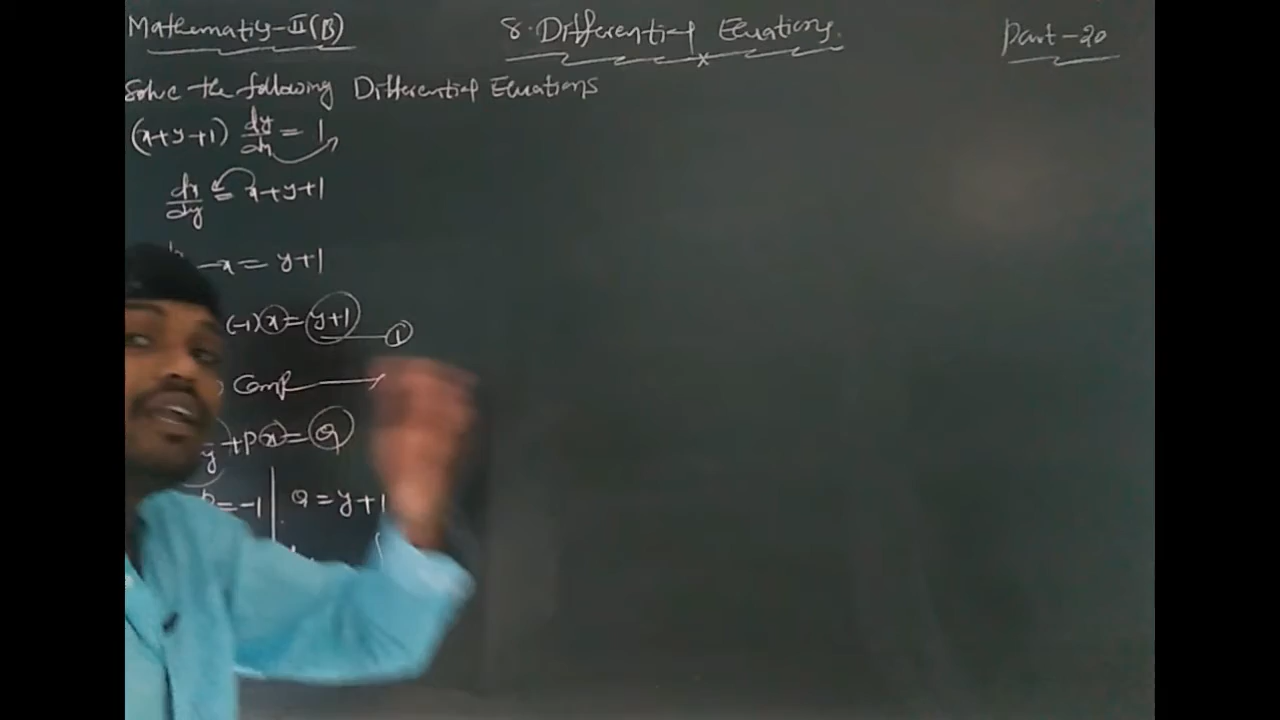 Mathematics-II(B)
8. Differential Equations
Part-20
Solve the following Differential Equations
(x+y+1) dy/dx = 1
dx/dy = x+y+1
-x = y+1
(-1)x = y+1 ①
Comp
y +Px = Q
P = -1 | Q = y+1